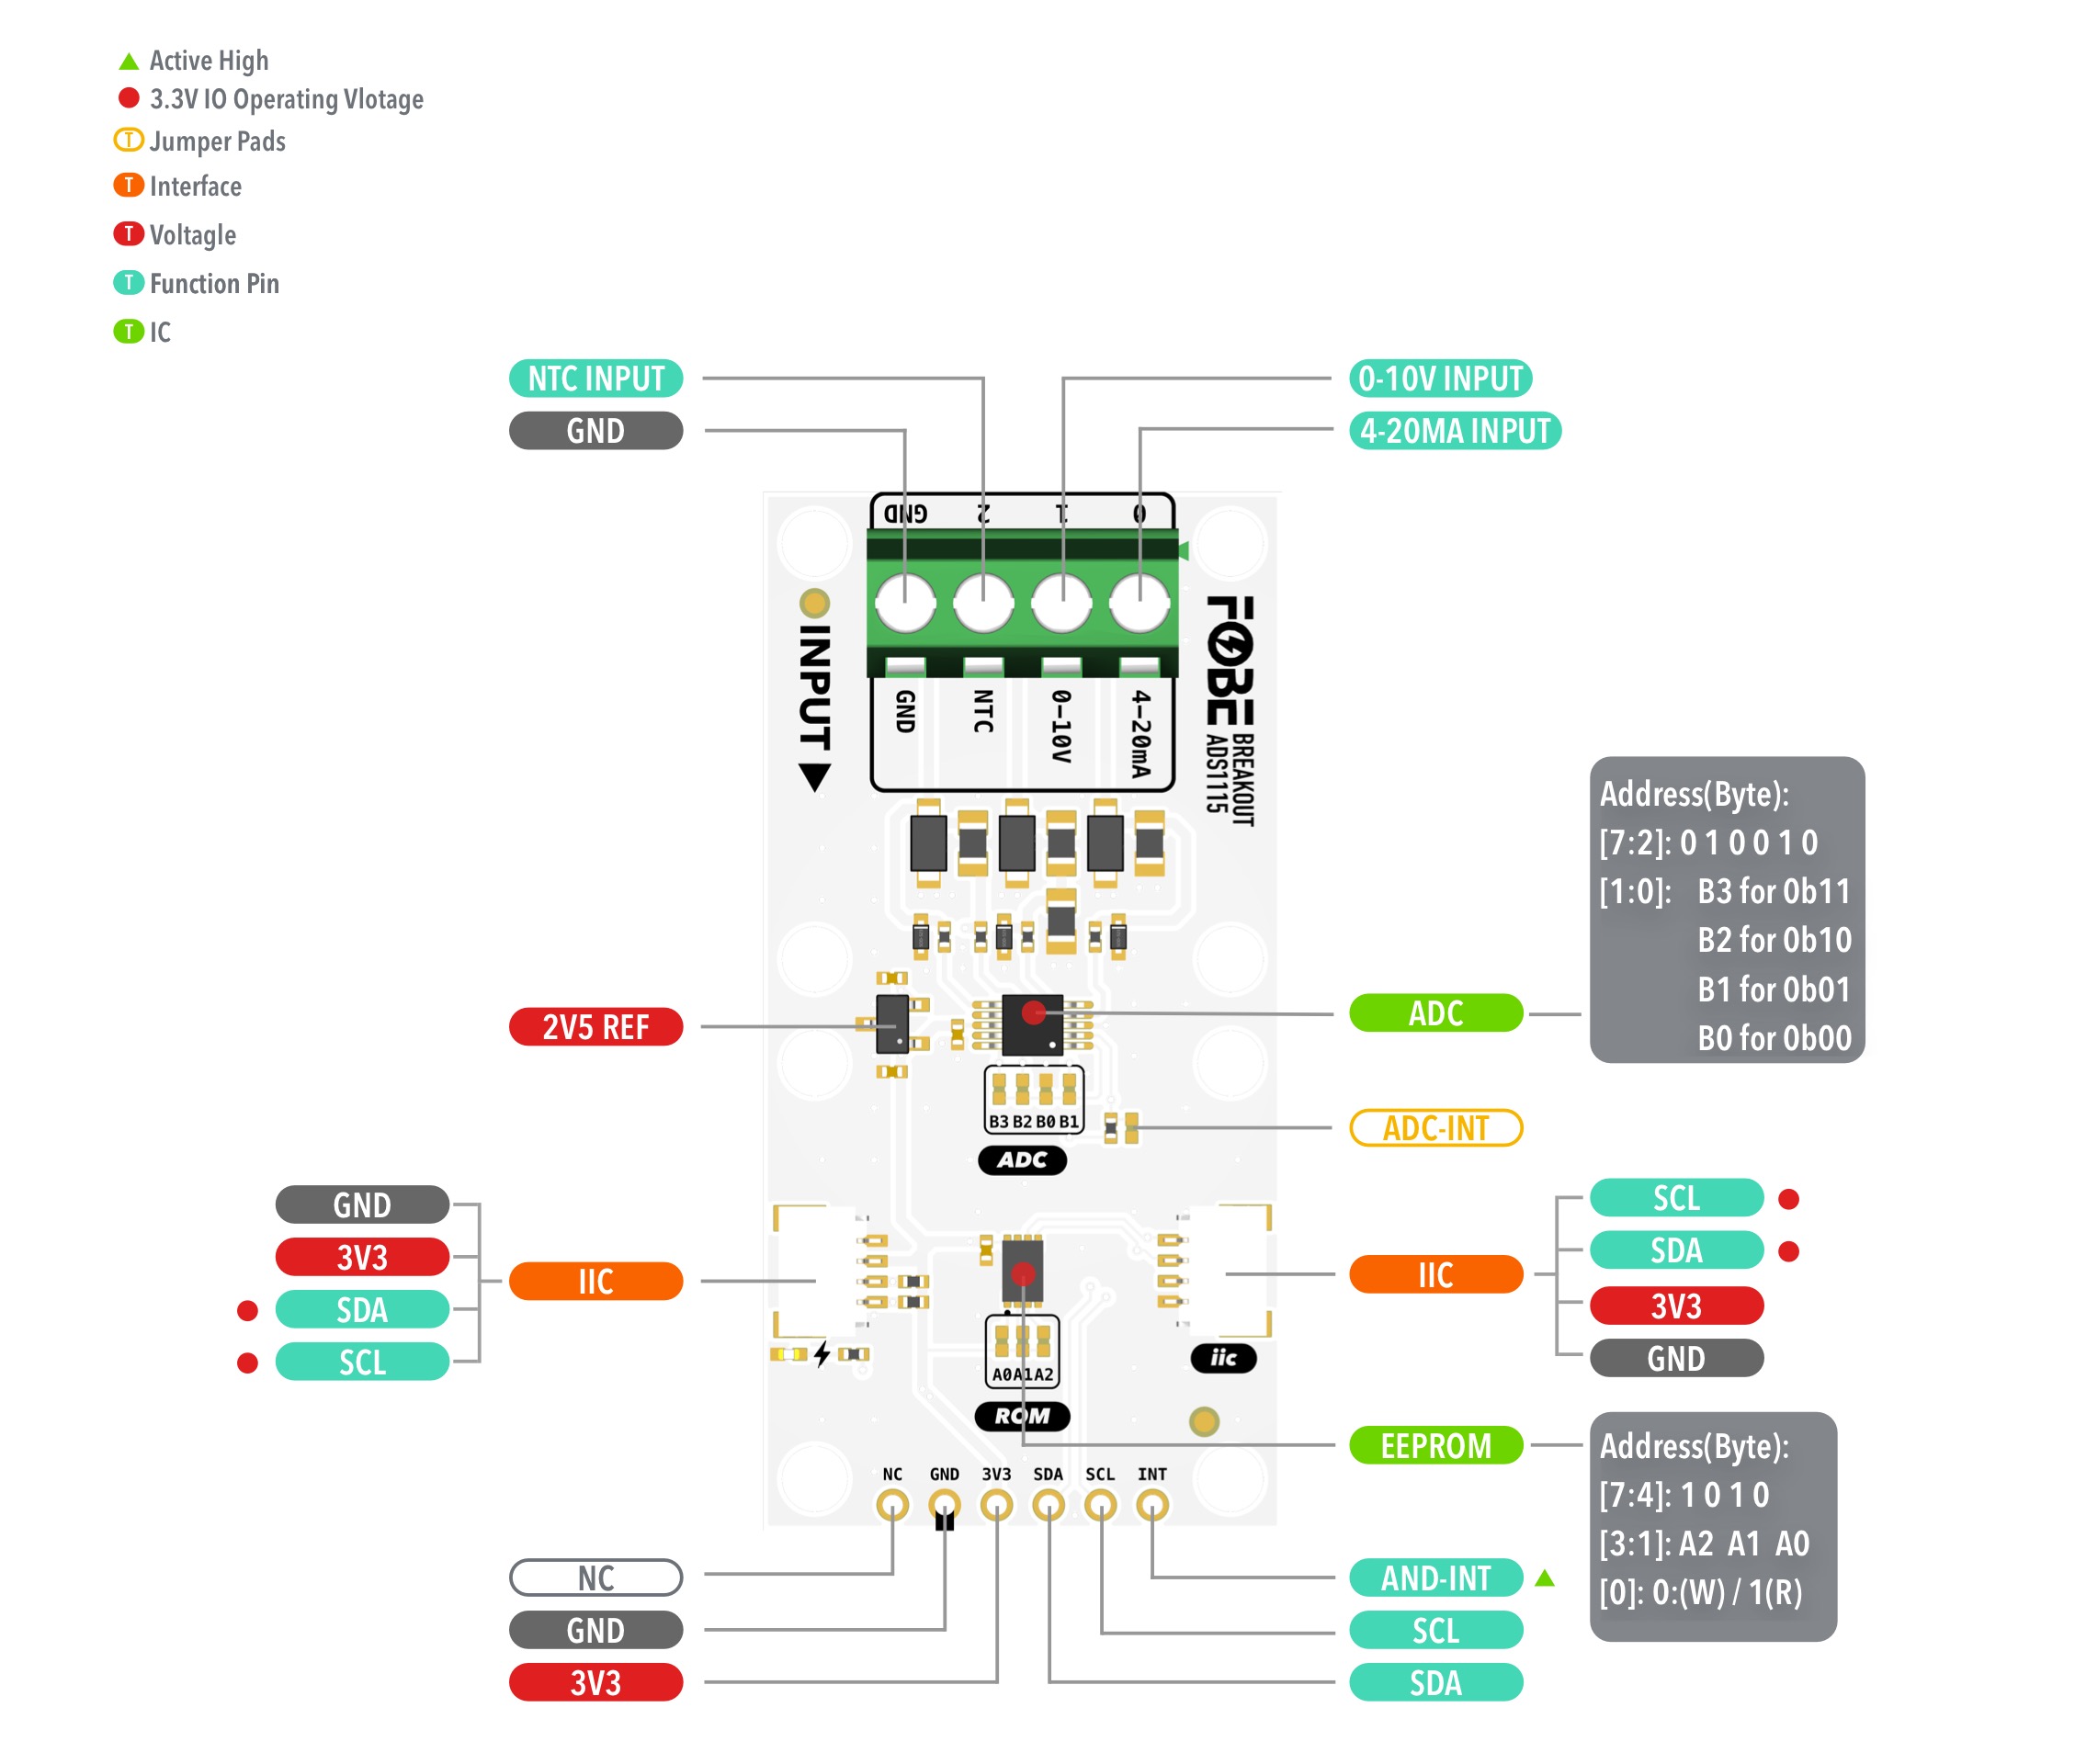 Active High
3.3V IO Operating Vlotage
T Jumper Pads
T Interface
T Voltagle
T Function Pin
T IC
NTC INPUT
GND
0-10V INPUT
4-20MA INPUT
GND 2 1 0
INPUT
GND
NTC
0-10V
4-20mA
FOBE
BREAKOUT
ADS1115
2V5 REF
ADC
Address(Byte):
[7:2]: 0 1 0 0 1 0
[1:0]: B3 for 0b11
B2 for 0b10
B1 for 0b01
B0 for 0b00
B3 B2 B0 B1
ADC
ADC-INT
GND
3V3
SDA
SCL
IIC
IIC
SCL
SDA
3V3
GND
iic
A0 A1 A2
ROM
EEPROM
Address(Byte):
[7:4]: 1 0 1 0
[3:1]: A2 A1 A0
[0]: 0:(W) / 1(R)
NC GND 3V3 SDA SCL INT
NC
GND
3V3
AND-INT
SCL
SDA